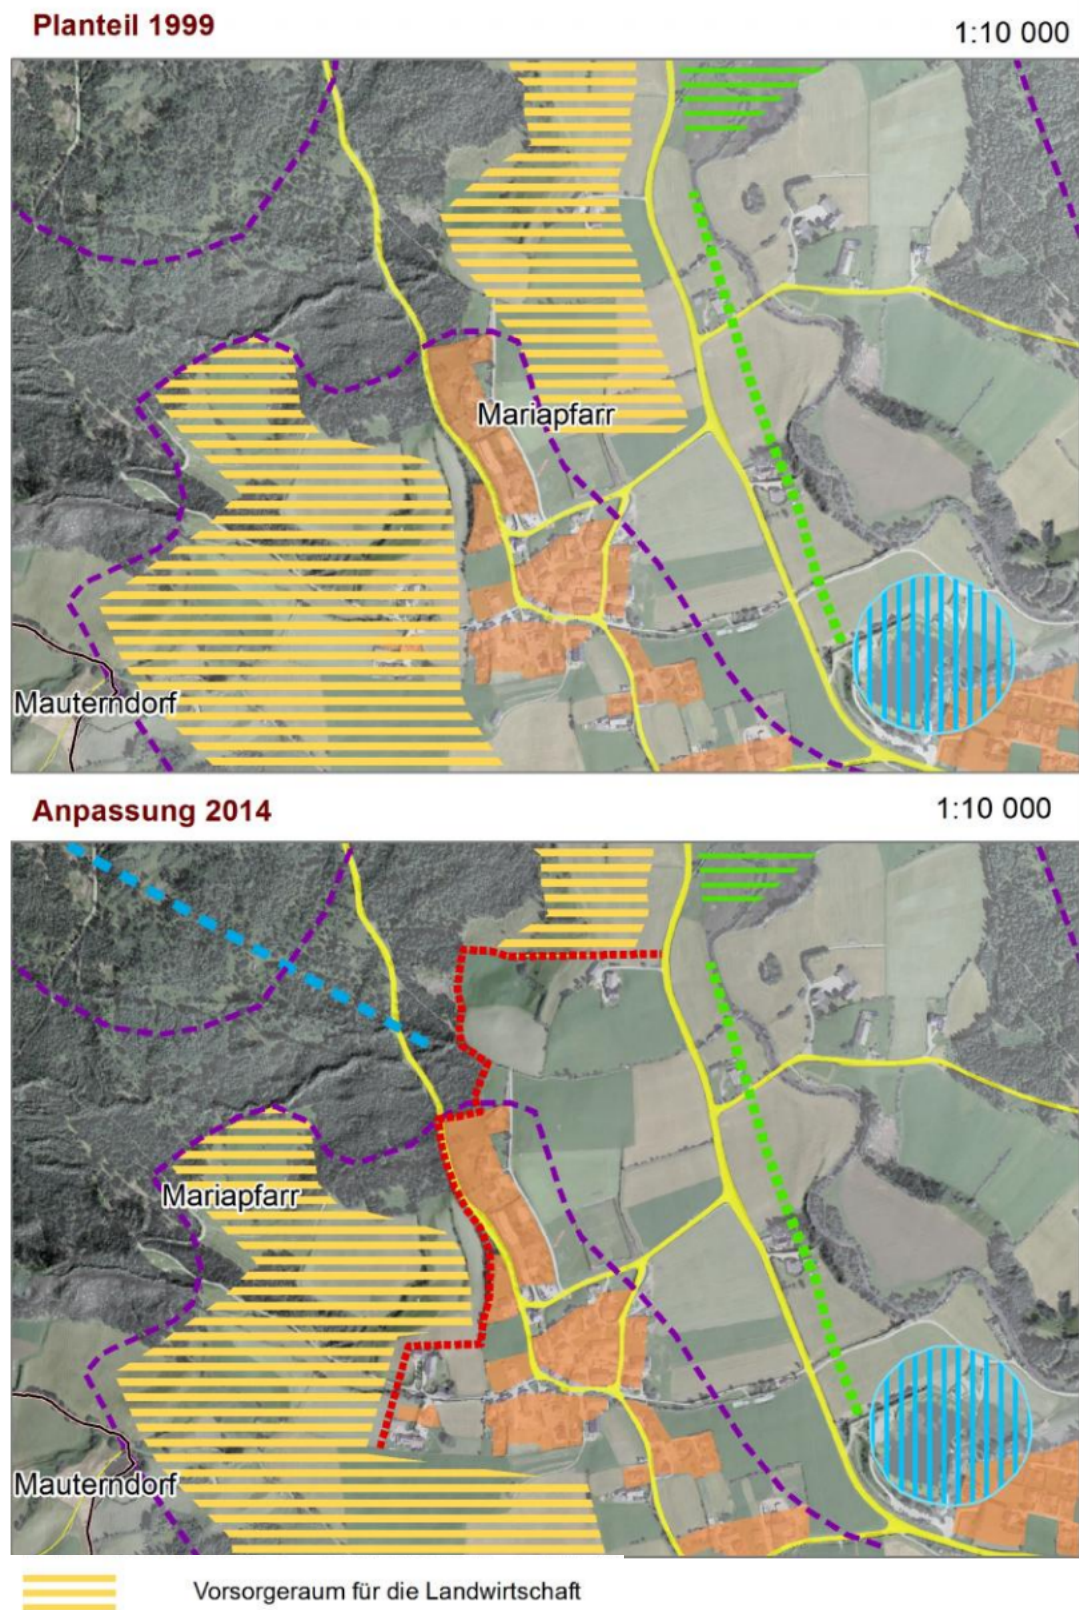 Planteil 1999
1:10 000
Mariapfarr
Mauterndorf
Anpassung 2014
1:10 000
Mariapfarr
Mauterndorf
Vorsorgeraum für die Landwirtschaft